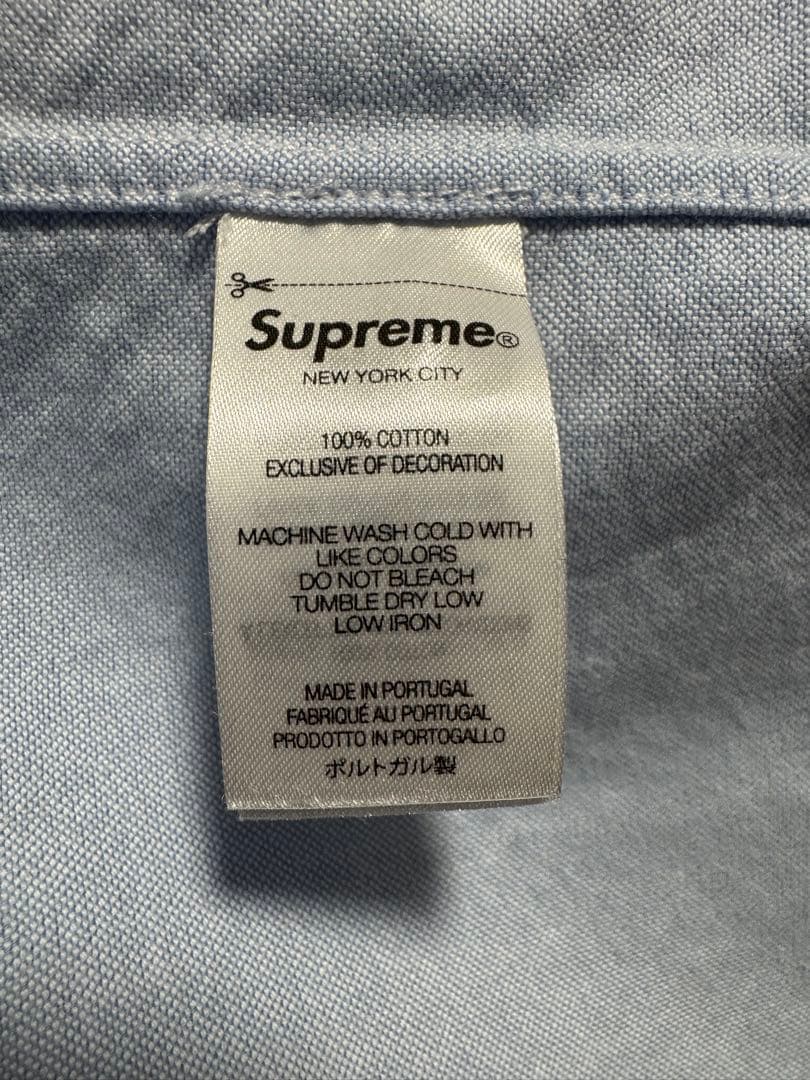 Supreme®
NEW YORK CITY
100% COTTON
EXCLUSIVE OF DECORATION
MACHINE WASH COLD WITH
LIKE COLORS
DO NOT BLEACH
TUMBLE DRY LOW
LOW IRON
MADE IN PORTUGAL
FABRIQUÉ AU PORTUGAL
PRODOTTO IN PORTOGALLO
ポルトガル製